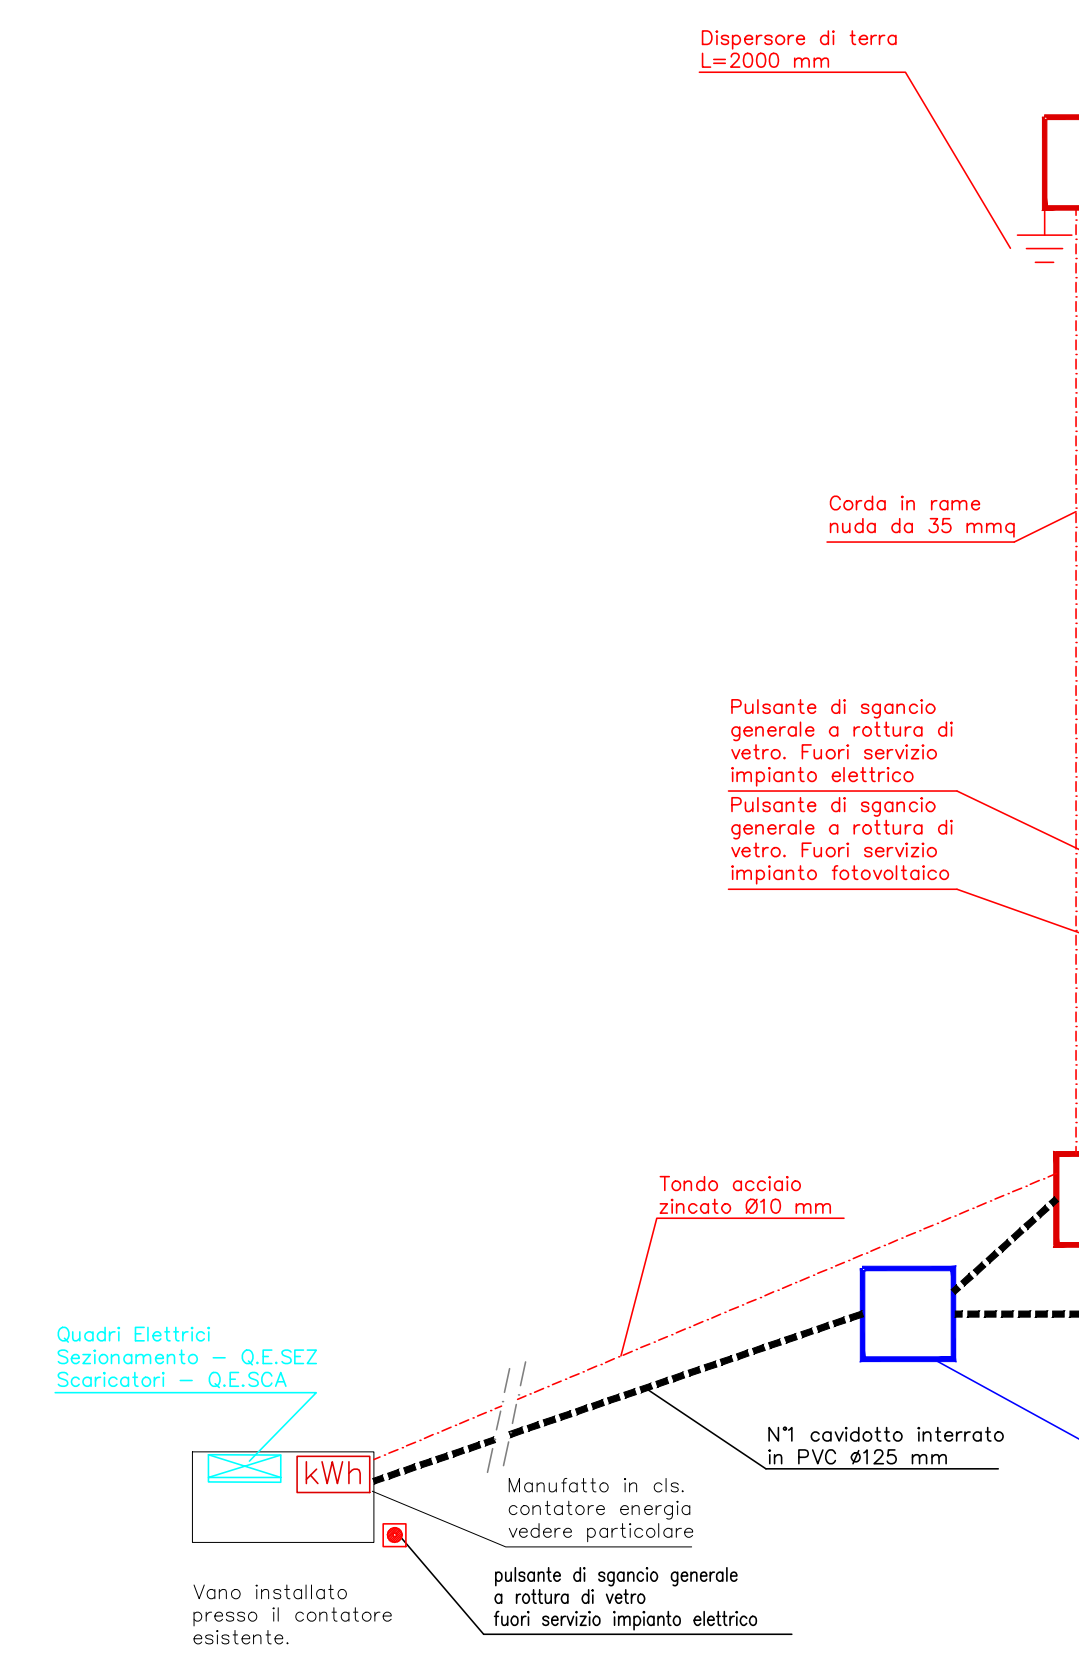 Dispersore di terra
L=2000 mm
Corda in rame
nuda da 35 mmq
Pulsante di sgancio
generale a rottura di
vetro. Fuori servizio
impianto elettrico
Pulsante di sgancio
generale a rottura di
vetro. Fuori servizio
impianto fotovoltaico
Tondo acciaio
zincato Ø10 mm
Quadri Elettrici
Sezionamento – Q.E.SEZ
Scaricatori – Q.E.SCA
N°1 cavidotto interrato
in PVC Ø125 mm
kWh
Manufatto in cls.
contatore energia
vedere particolare
pulsante di sgancio generale
a rottura di vetro
fuori servizio impianto elettrico
Vano installato
presso il contatore
esistente.